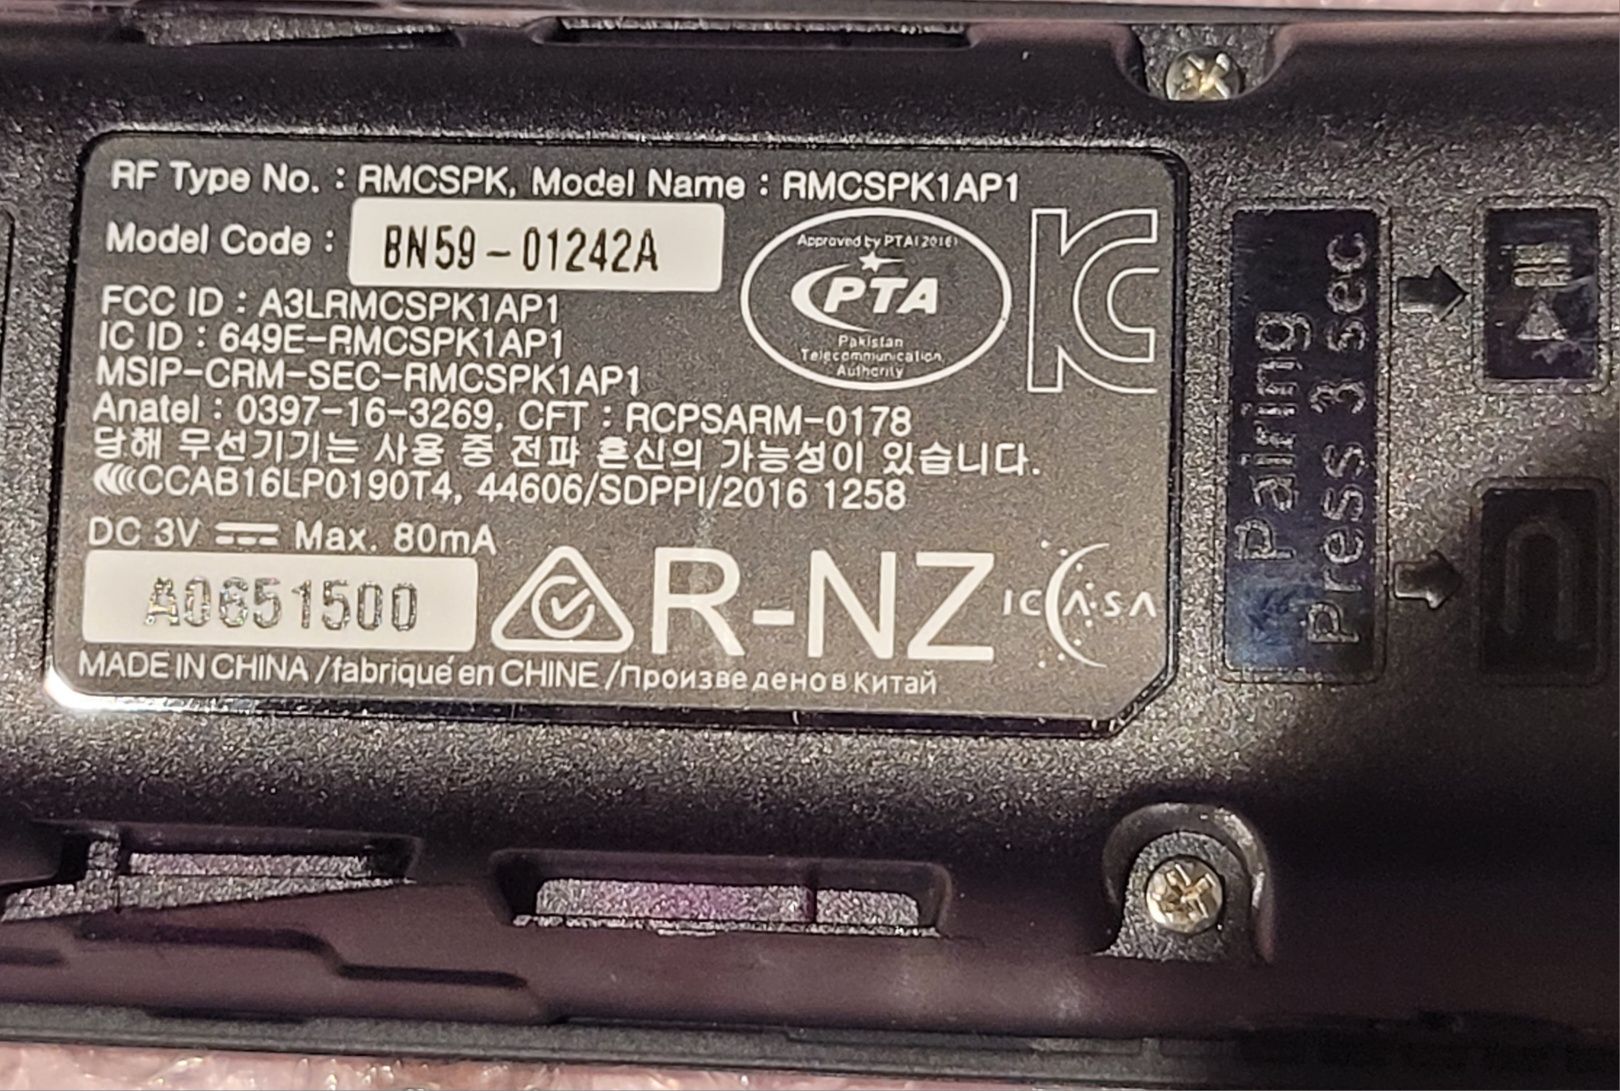 RF Type No. : RMCSPK, Model Name : RMCSPK1AP1
Model Code : BN59-01242A
FCC ID : A3LRMCSPK1AP1
IC ID : 649E-RMCSPK1AP1
MSIP-CRM-SEC-RMCSPK1AP1
Anatel : 0397-16-3269, CFT : RCPSARM-0178
당해 무선기기는 사용 중 전파 혼신의 가능성이 있습니다.
CCAB16LP0190T4, 44606/SDPPI/2016 1258
DC 3V Max. 80mA
A0651500
R-NZ
MADE IN CHINA /fabriqué en CHINE /Произведено в Китай
Approved by PTA 2016
PTA
Pakistan
Telecommunication
Authority
ICASA
Pairing
Press 3 sec